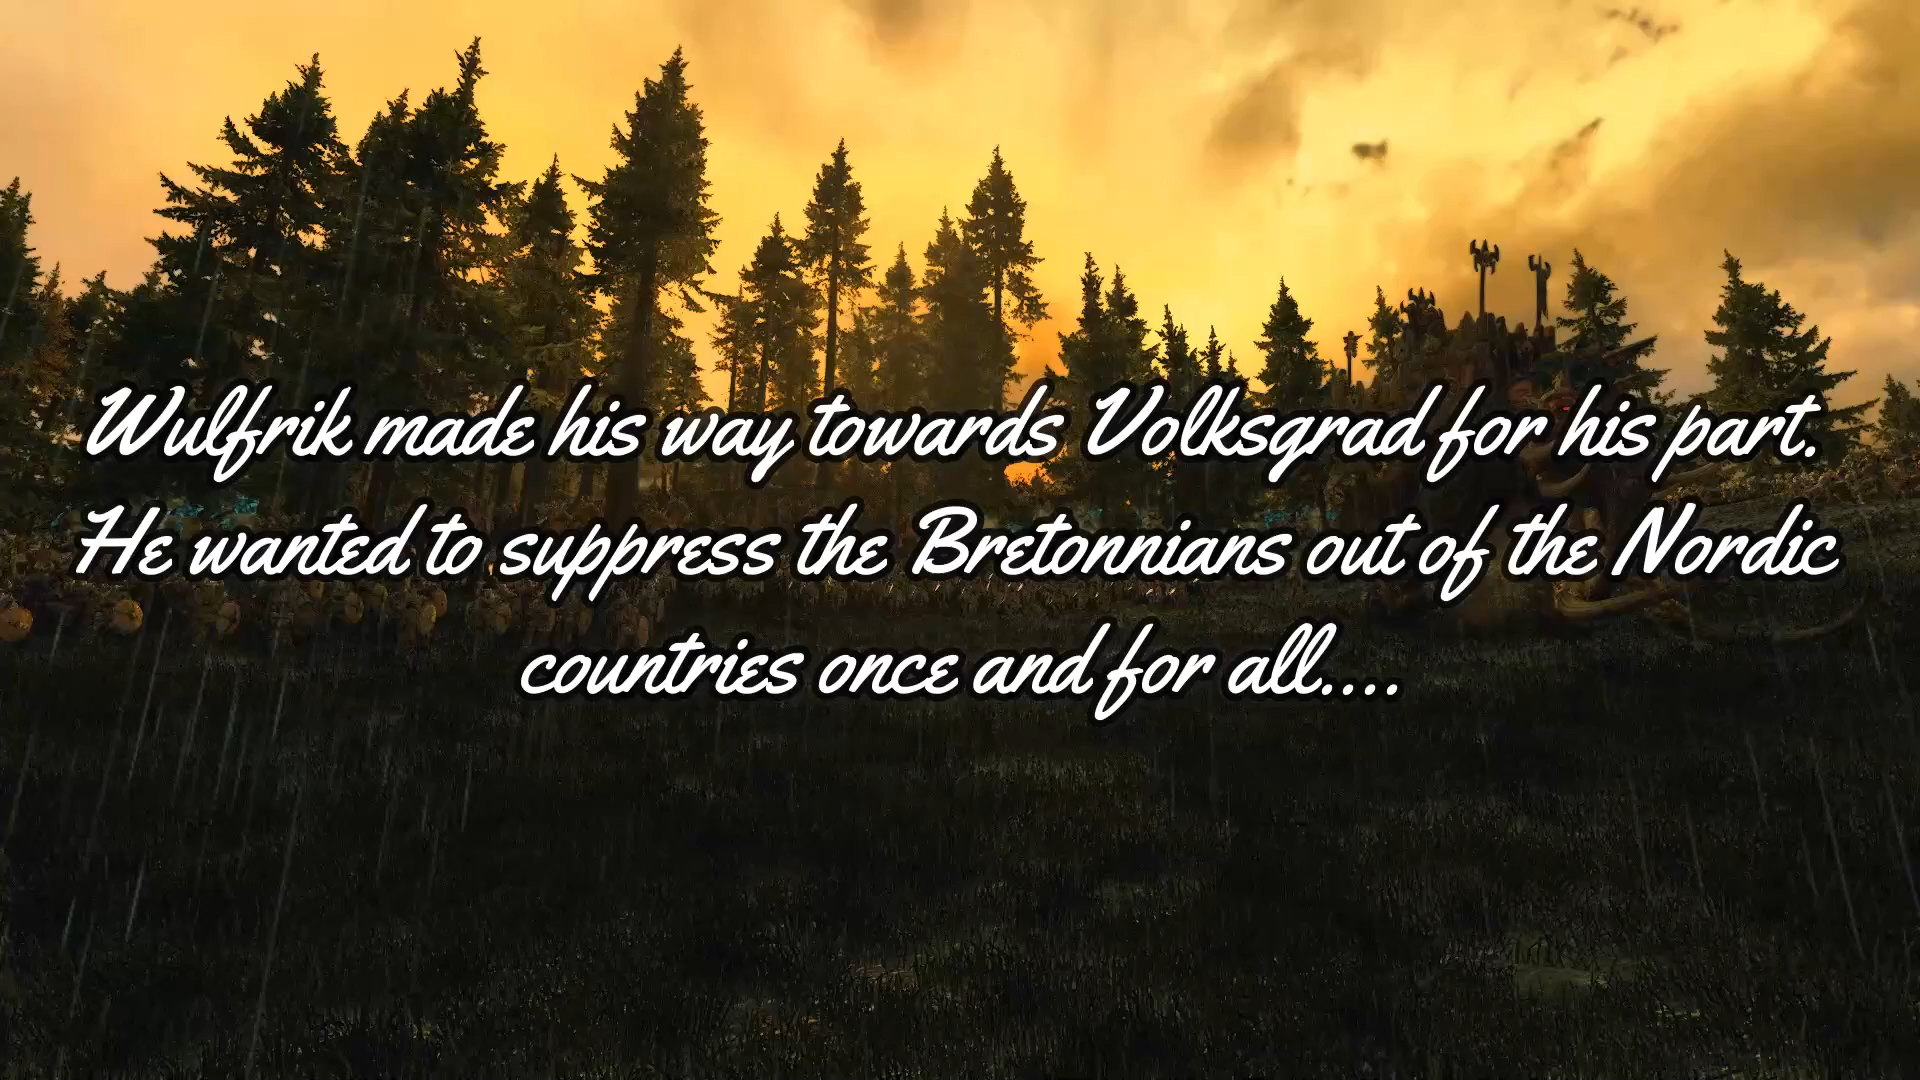 Wulfrik made his way towards Volksgrad for his part.
He wanted to suppress the Bretonnians out of the Nordic
countries once and for all....